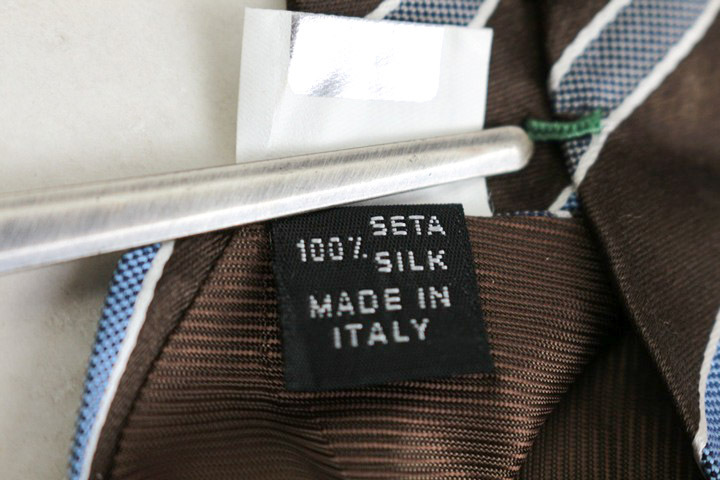 100% SETA
SILK
MADE IN
ITALY